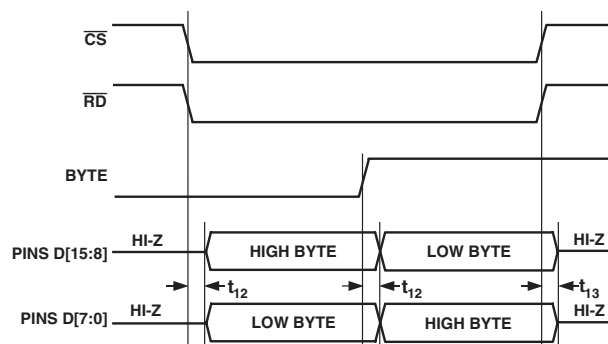 CS
RD
BYTE
PINS D[15:8] HI-Z HIGH BYTE LOW BYTE HI-Z
t12 t12 t13
PINS D[7:0] HI-Z LOW BYTE HIGH BYTE HI-Z